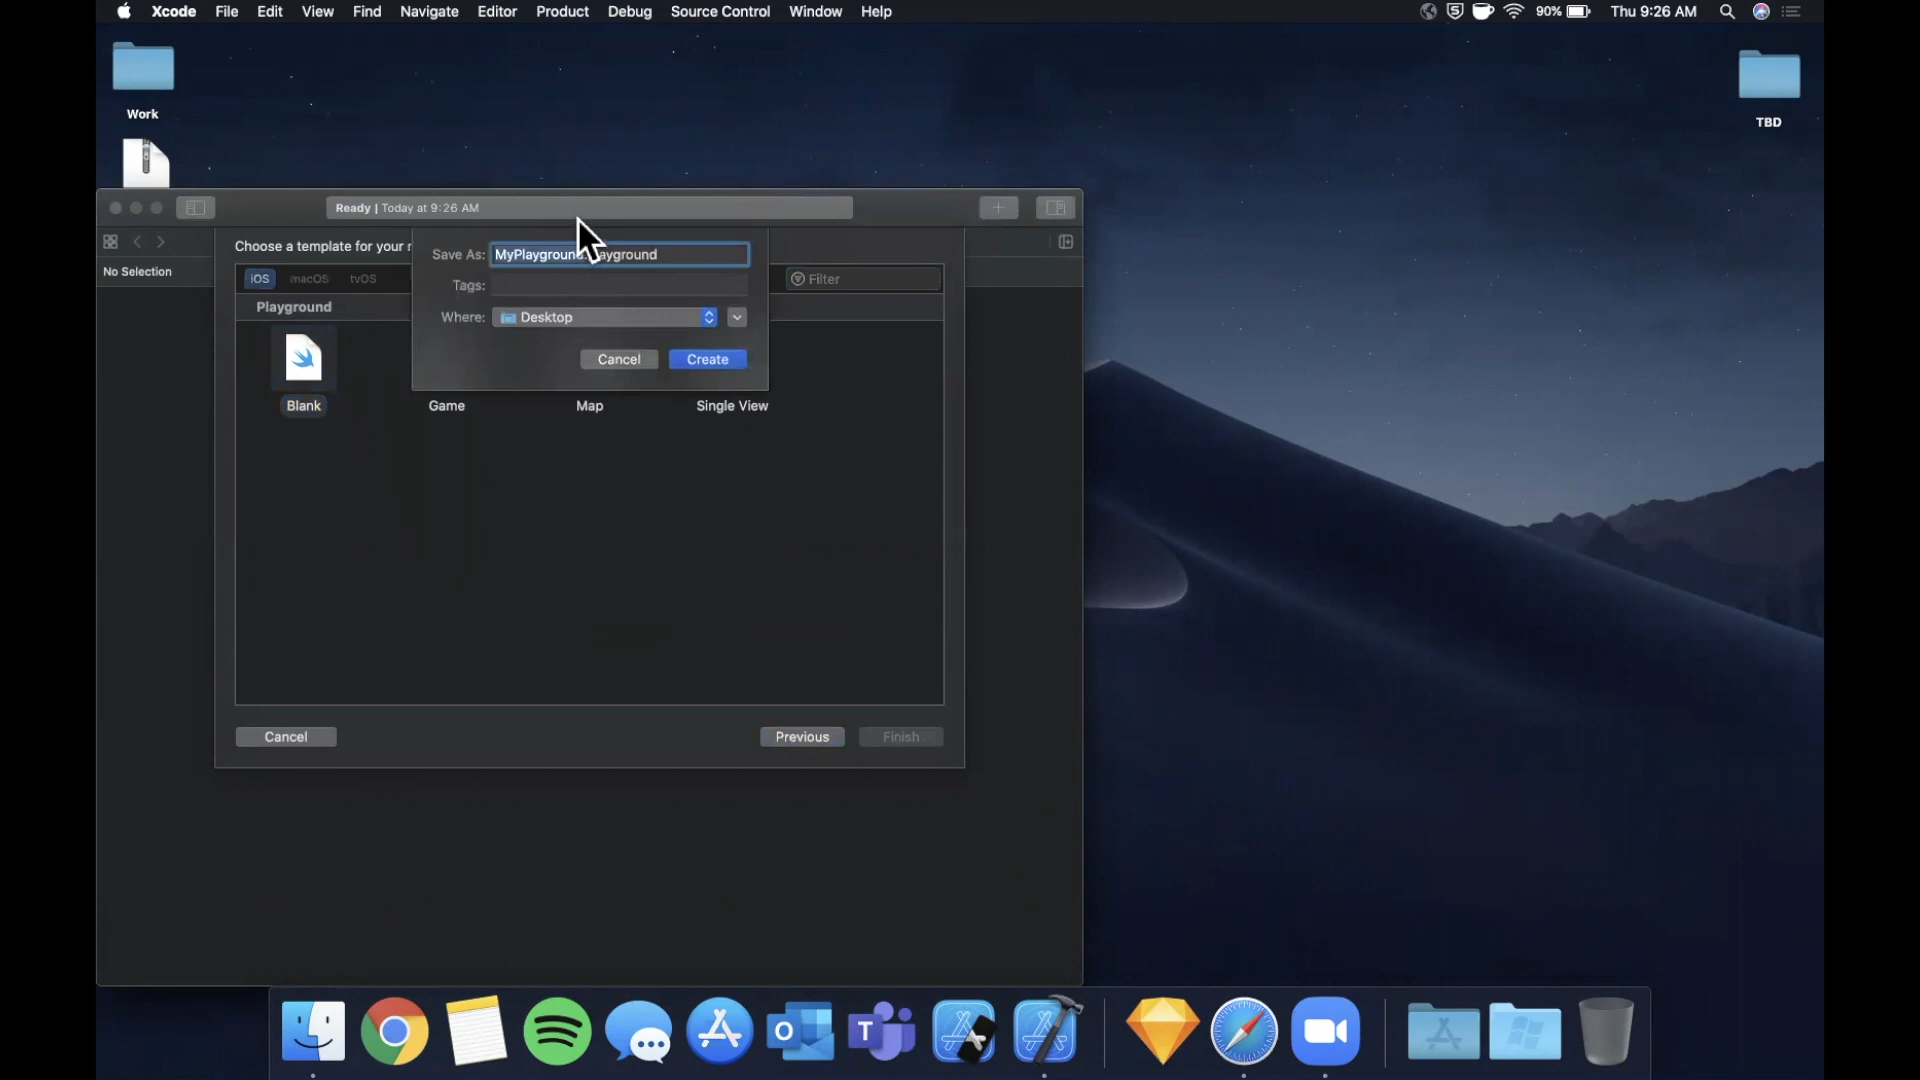 Xcode File Edit View Find Navigate Editor Product Debug Source Control Window Help 90% Thu 9:26 AM
Work
TBD
Ready | Today at 9:26 AM
Choose a template for your
Save As:
Tags:
Where: Desktop
Cancel Create
No Selection
iOS macOS tvOS
Filter
Playground
Blank Game Map Single View
Cancel Previous Finish